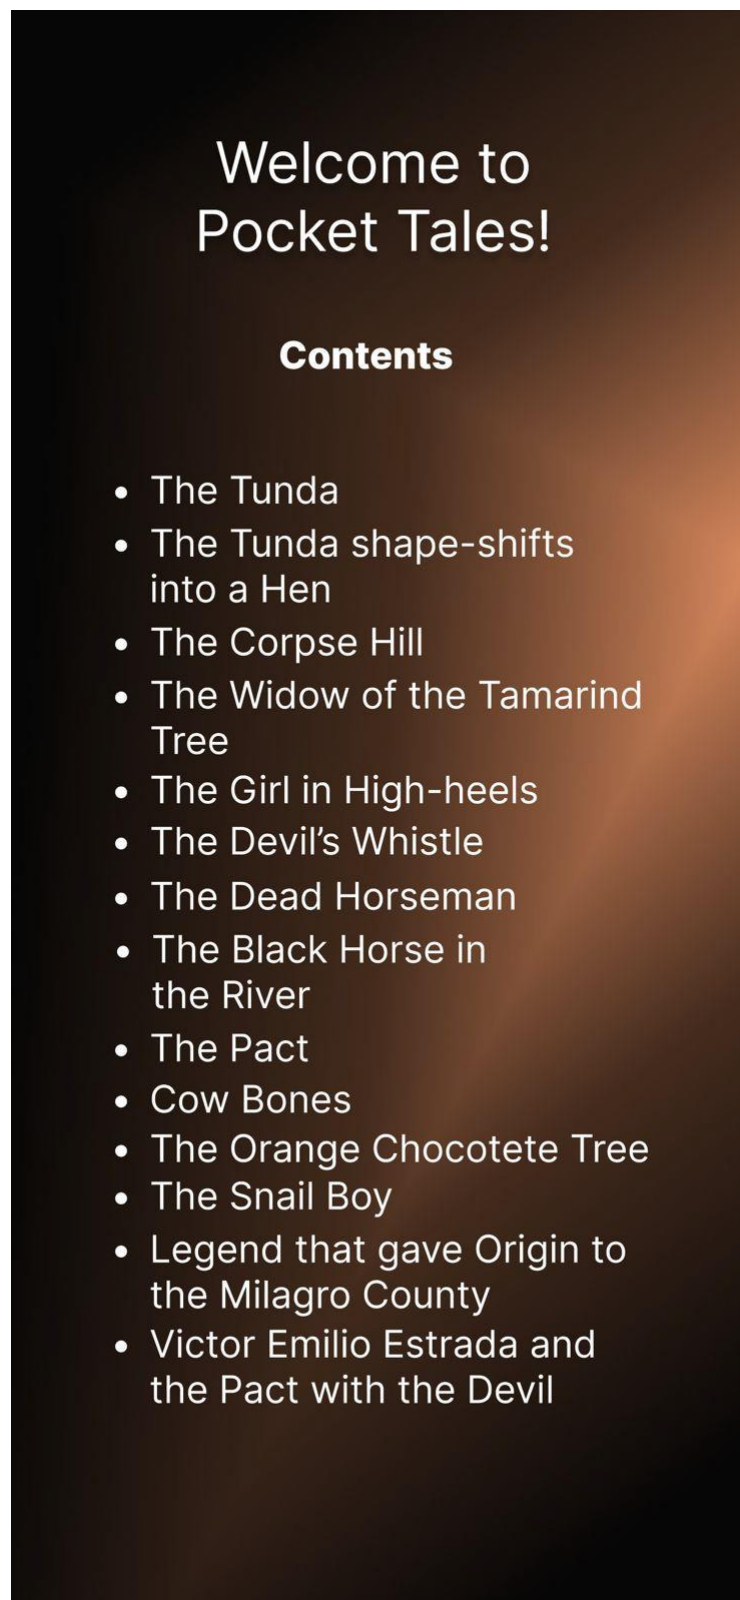 Welcome to
Pocket Tales!
Contents
• The Tunda
• The Tunda shape-shifts
into a Hen
• The Corpse Hill
• The Widow of the Tamarind
Tree
• The Girl in High-heels
• The Devil’s Whistle
• The Dead Horseman
• The Black Horse in
the River
• The Pact
• Cow Bones
• The Orange Chocotete Tree
• The Snail Boy
• Legend that gave Origin to
the Milagro County
• Victor Emilio Estrada and
the Pact with the Devil